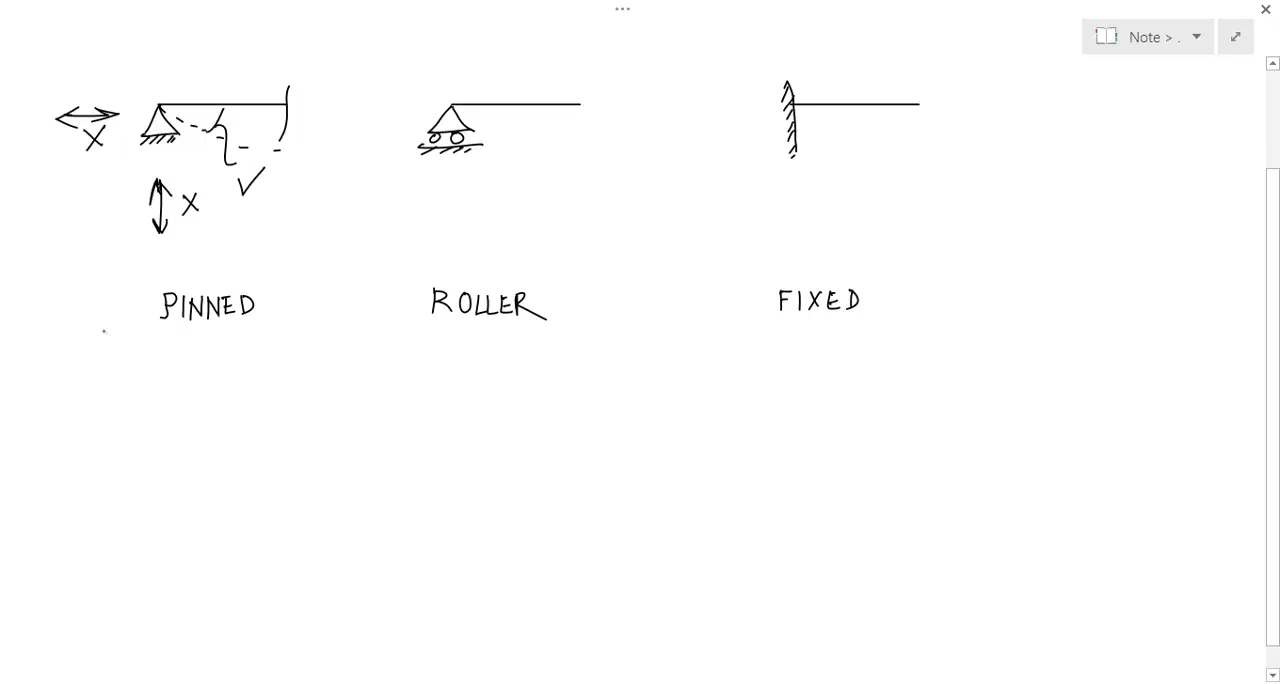 Note > .
X
X
PINNED
ROLLER
FIXED